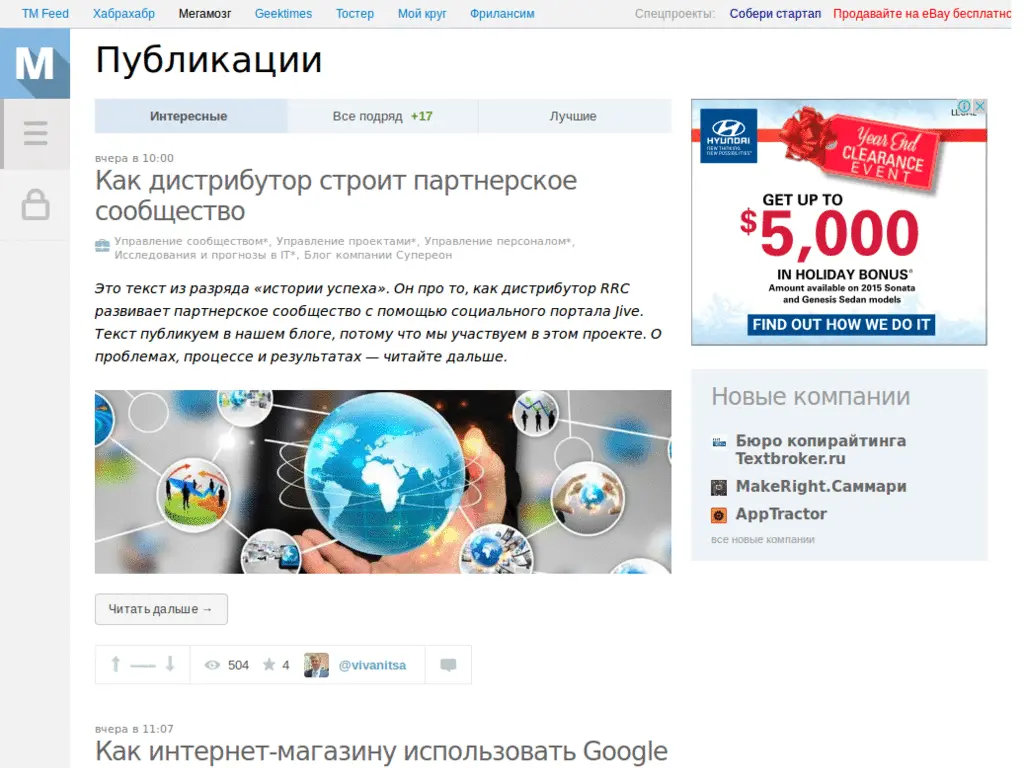 TM Feed Хабрахабр Мегамозг Geektimes Тостер Мой круг Фрилансим Спецпроекты: Собери стартап Продавайте на eBay бесплатно
M
Публикации
Интересные Все подряд +17 Лучшие
вчера в 10:00
Как дистрибутор строит партнерское
сообщество
Управление сообществом*, Управление проектами*, Управление персоналом*,
Исследования и прогнозы в IT*, Блог компании Супереон
Это текст из разряда «истории успеха». Он про то, как дистрибутор RRC
развивает партнерское сообщество с помощью социального портала Jive.
Текст публикуем в нашем блоге, потому что мы участвуем в этом проекте. О
проблемах, процессе и результатах — читайте дальше.
Читать дальше →
504 4 @vivanitsa
вчера в 11:07
Как интернет-магазину использовать Google
HYUNDAI
NEW THINKING.
NEW POSSIBILITIES.
Year End
CLEARANCE
EVENT
GET UP TO
$5,000
IN HOLIDAY BONUS*
Amount available on 2015 Sonata
and Genesis Sedan models
FIND OUT HOW WE DO IT
Новые компании
Бюро копирайтинга
Textbroker.ru
MakeRight.Саммари
AppTractor
все новые компании